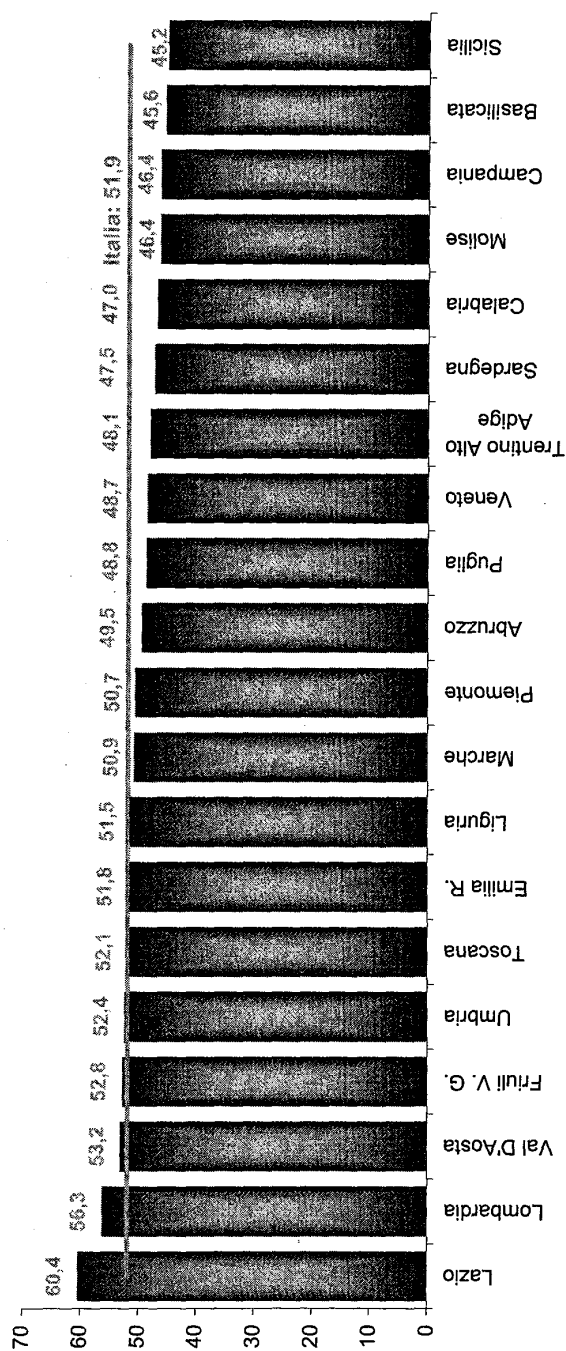 70
60
50
40
30
20
10
0
Italia: 51,9
60,4
56,3
53,2
52,8
52,4
52,1
51,8
51,5
50,9
50,7
49,5
48,8
48,7
48,1
47,5
47,0
46,4
46,4
45,6
45,2
Lazio
Lombardia
Val D'Aosta
Friuli V. G.
Umbria
Toscana
Emilia R.
Liguria
Marche
Piemonte
Abruzzo
Puglia
Veneto
Trentino Alto
Adige
Sardegna
Calabria
Molise
Campania
Basilicata
Sicilia